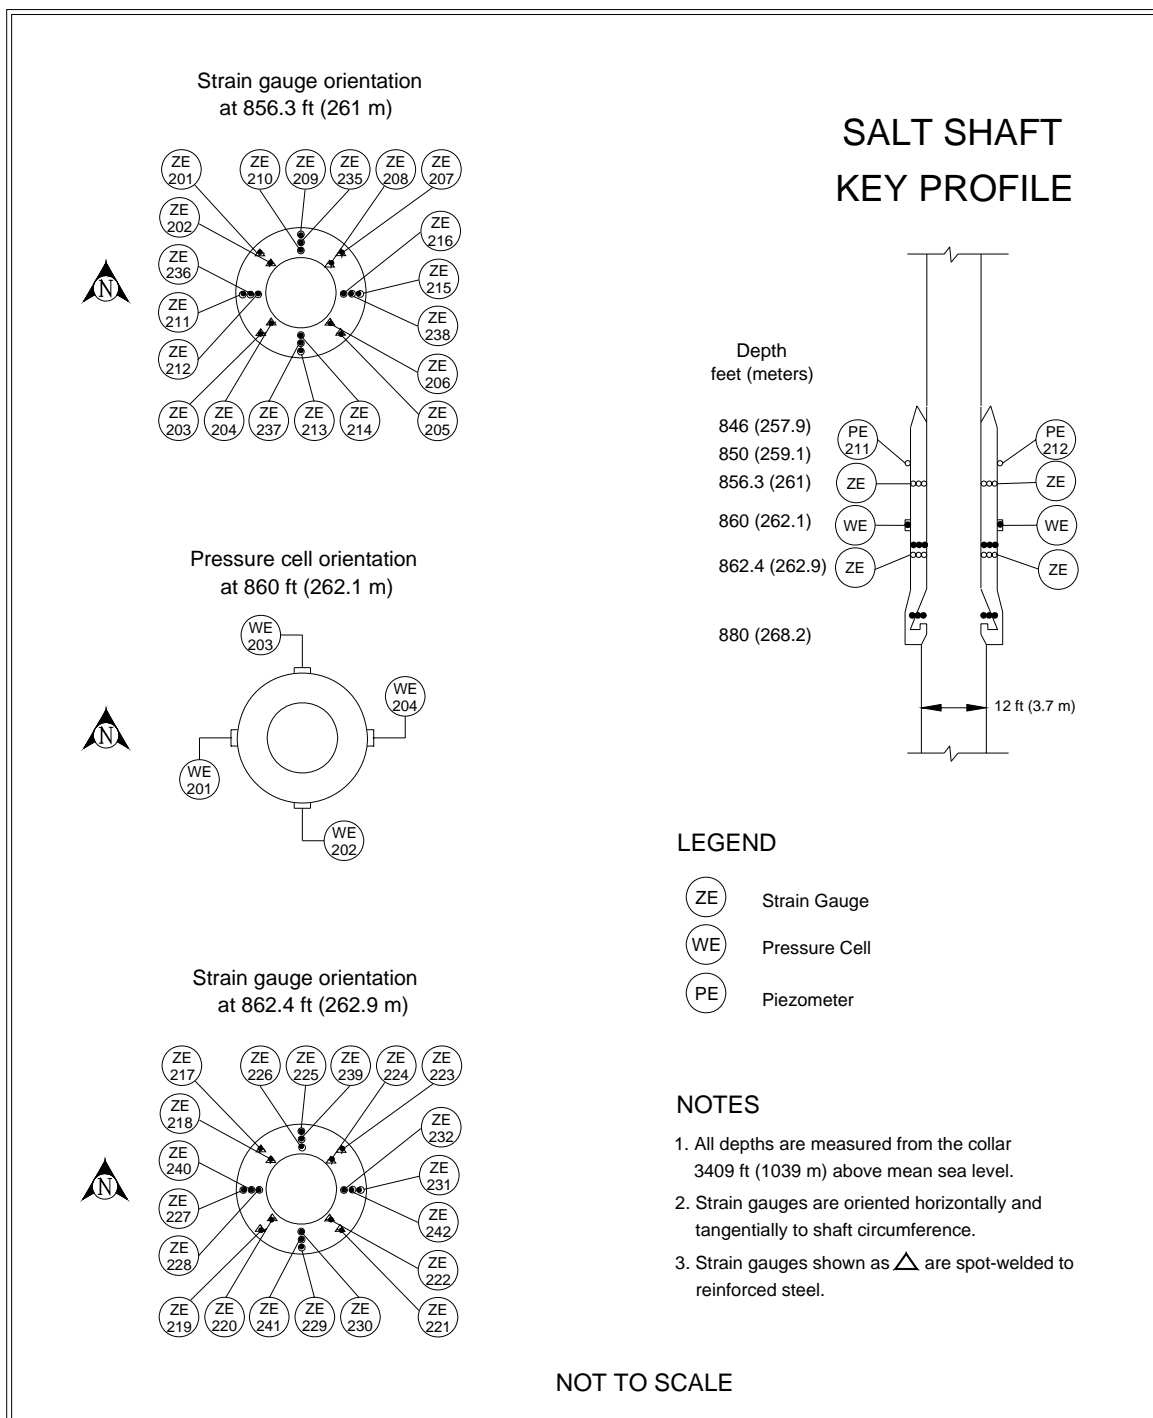 Strain gauge orientation
at 856.3 ft (261 m)
ZE 201
ZE 210
ZE 209
ZE 235
ZE 208
ZE 207
ZE 202
ZE 216
ZE 236
ZE 215
ZE 211
ZE 238
ZE 212
ZE 206
ZE 203
ZE 204
ZE 237
ZE 213
ZE 214
ZE 205
N
Pressure cell orientation
at 860 ft (262.1 m)
WE 203
WE 204
WE 201
WE 202
N
Strain gauge orientation
at 862.4 ft (262.9 m)
ZE 217
ZE 226
ZE 225
ZE 239
ZE 224
ZE 223
ZE 218
ZE 232
ZE 240
ZE 231
ZE 227
ZE 242
ZE 228
ZE 222
ZE 219
ZE 220
ZE 241
ZE 229
ZE 230
ZE 221
N
SALT SHAFT
KEY PROFILE
Depth
feet (meters)
846 (257.9)
850 (259.1)
856.3 (261)
860 (262.1)
862.4 (262.9)
880 (268.2)
PE 211
PE 212
ZE
ZE
WE
WE
ZE
ZE
12 ft (3.7 m)
LEGEND
ZE Strain Gauge
WE Pressure Cell
PE Piezometer
NOTES
1. All depths are measured from the collar
3409 ft (1039 m) above mean sea level.
2. Strain gauges are oriented horizontally and
tangentially to shaft circumference.
3. Strain gauges shown as △ are spot-welded to
reinforced steel.
NOT TO SCALE